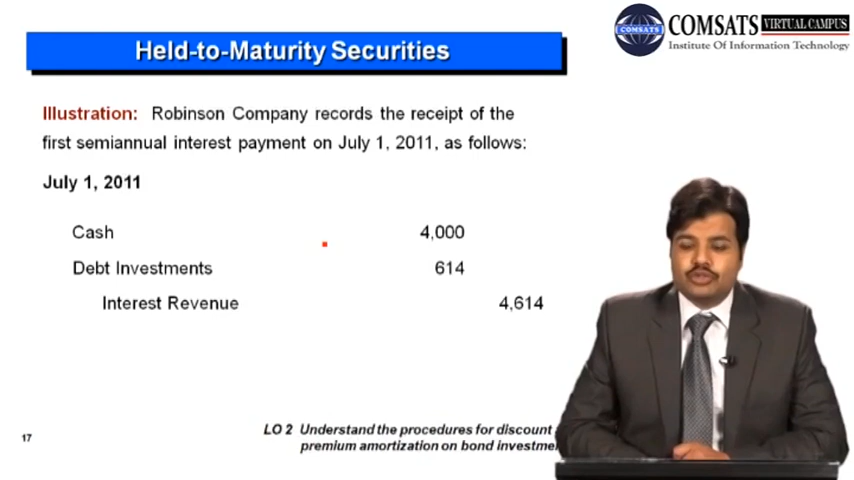 COMSATS VIRTUAL CAMPUS
Institute Of Information Technology
COMSATS
Held-to-Maturity Securities
Illustration: Robinson Company records the receipt of the
first semiannual interest payment on July 1, 2011, as follows:
July 1, 2011
Cash 4,000
Debt Investments 614
Interest Revenue 4,614
17
LO 2 Understand the procedures for discount
premium amortization on bond